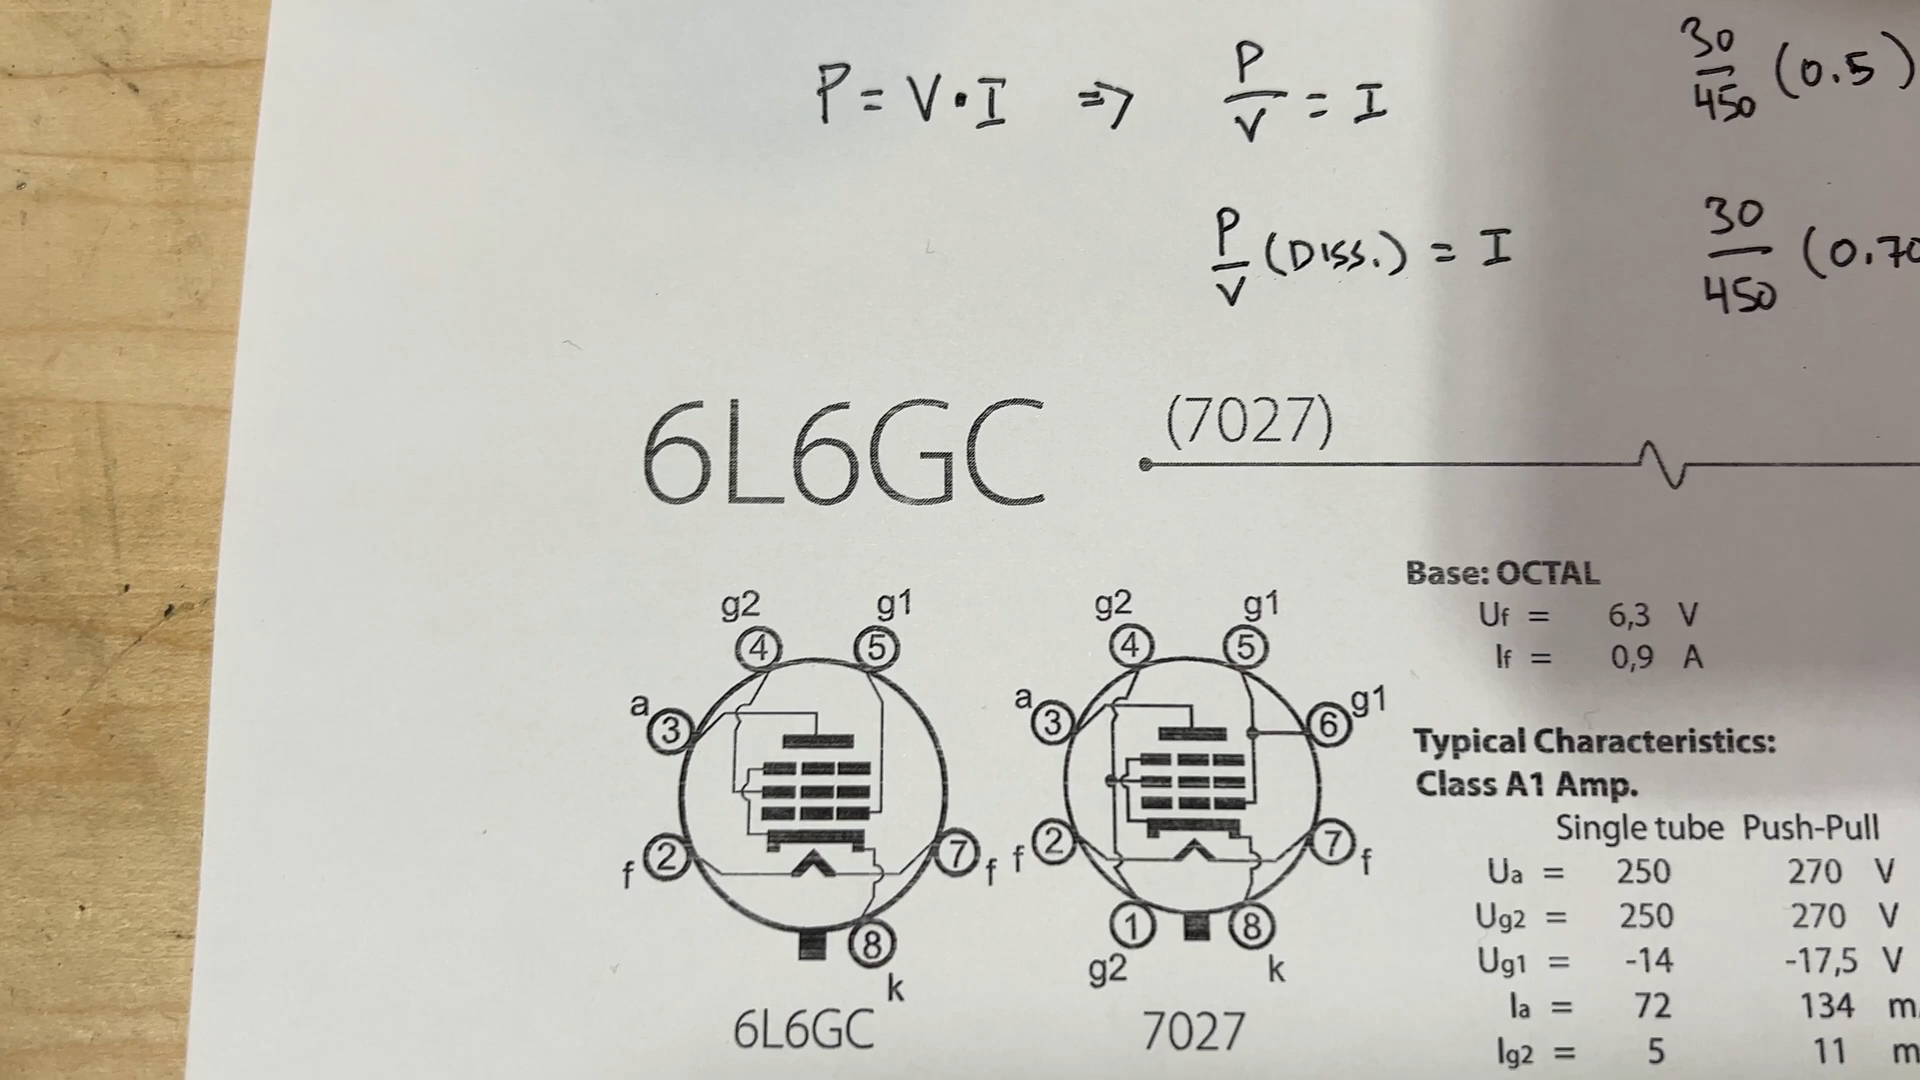 P = V • I ⇒ P/V = I 30/450 (0.5)
P/V (DISS.) = I 30/450 (0.70
6L6GC (7027)
g2 g1
4 5
a 3
f 2 7 f
8 k
6L6GC
g2 g1
4 5
a 3 6 g1
f 2 7 f
1 8
g2 k
7027
Base: OCTAL
Uf = 6,3 V
If = 0,9 A
Typical Characteristics:
Class A1 Amp.
Single tube Push-Pull
Ua = 250 270 V
Ug2 = 250 270 V
Ug1 = -14 -17,5 V
Ia = 72 134 m
Ig2 = 5 11 m